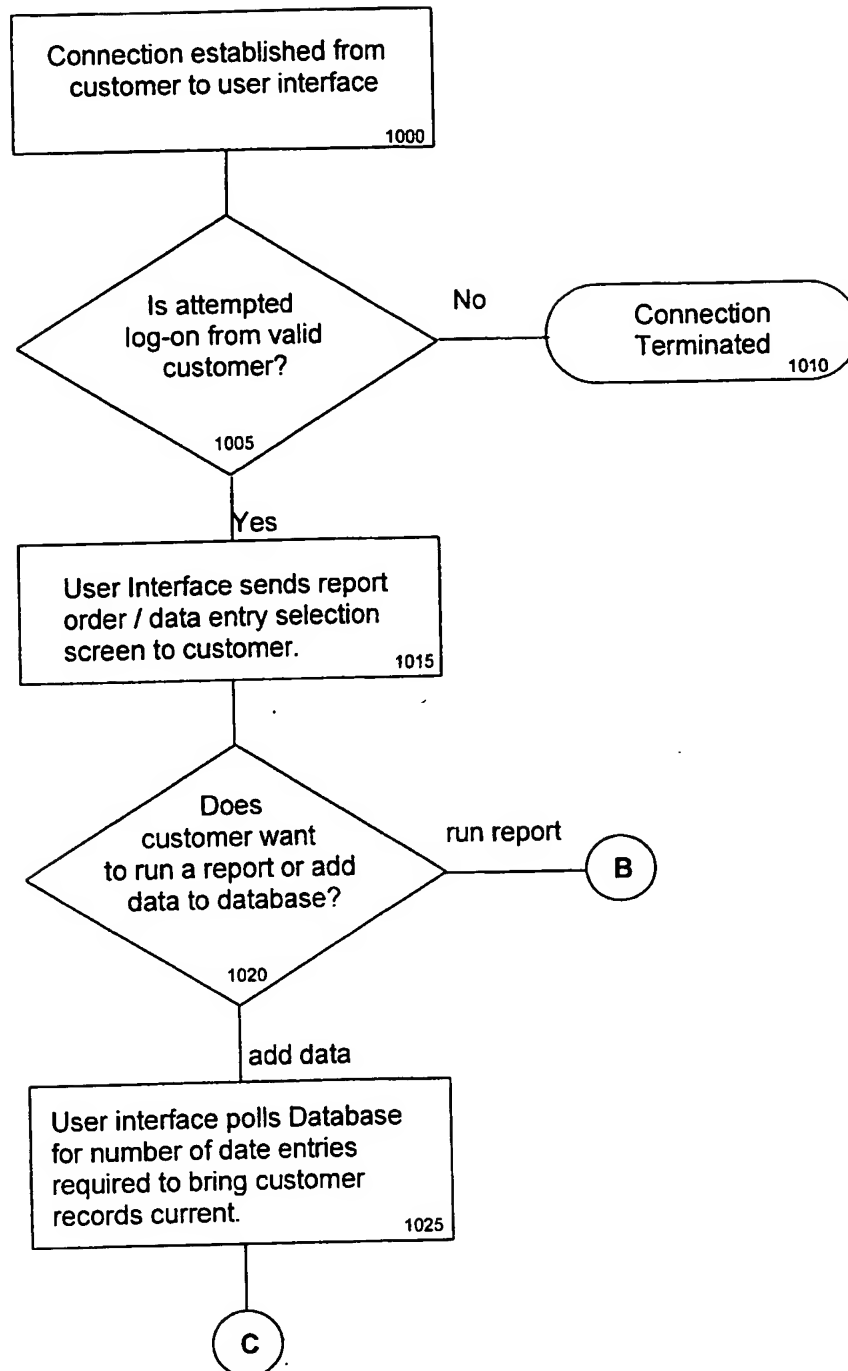 Connection established from
customer to user interface
1000
Is attempted
log-on from valid
customer?
1005
No
Connection
Terminated
1010
Yes
User Interface sends report
order / data entry selection
screen to customer.
1015
Does
customer want
to run a report or add
data to database?
1020
run report
B
add data
User interface polls Database
for number of date entries
required to bring customer
records current.
1025
C